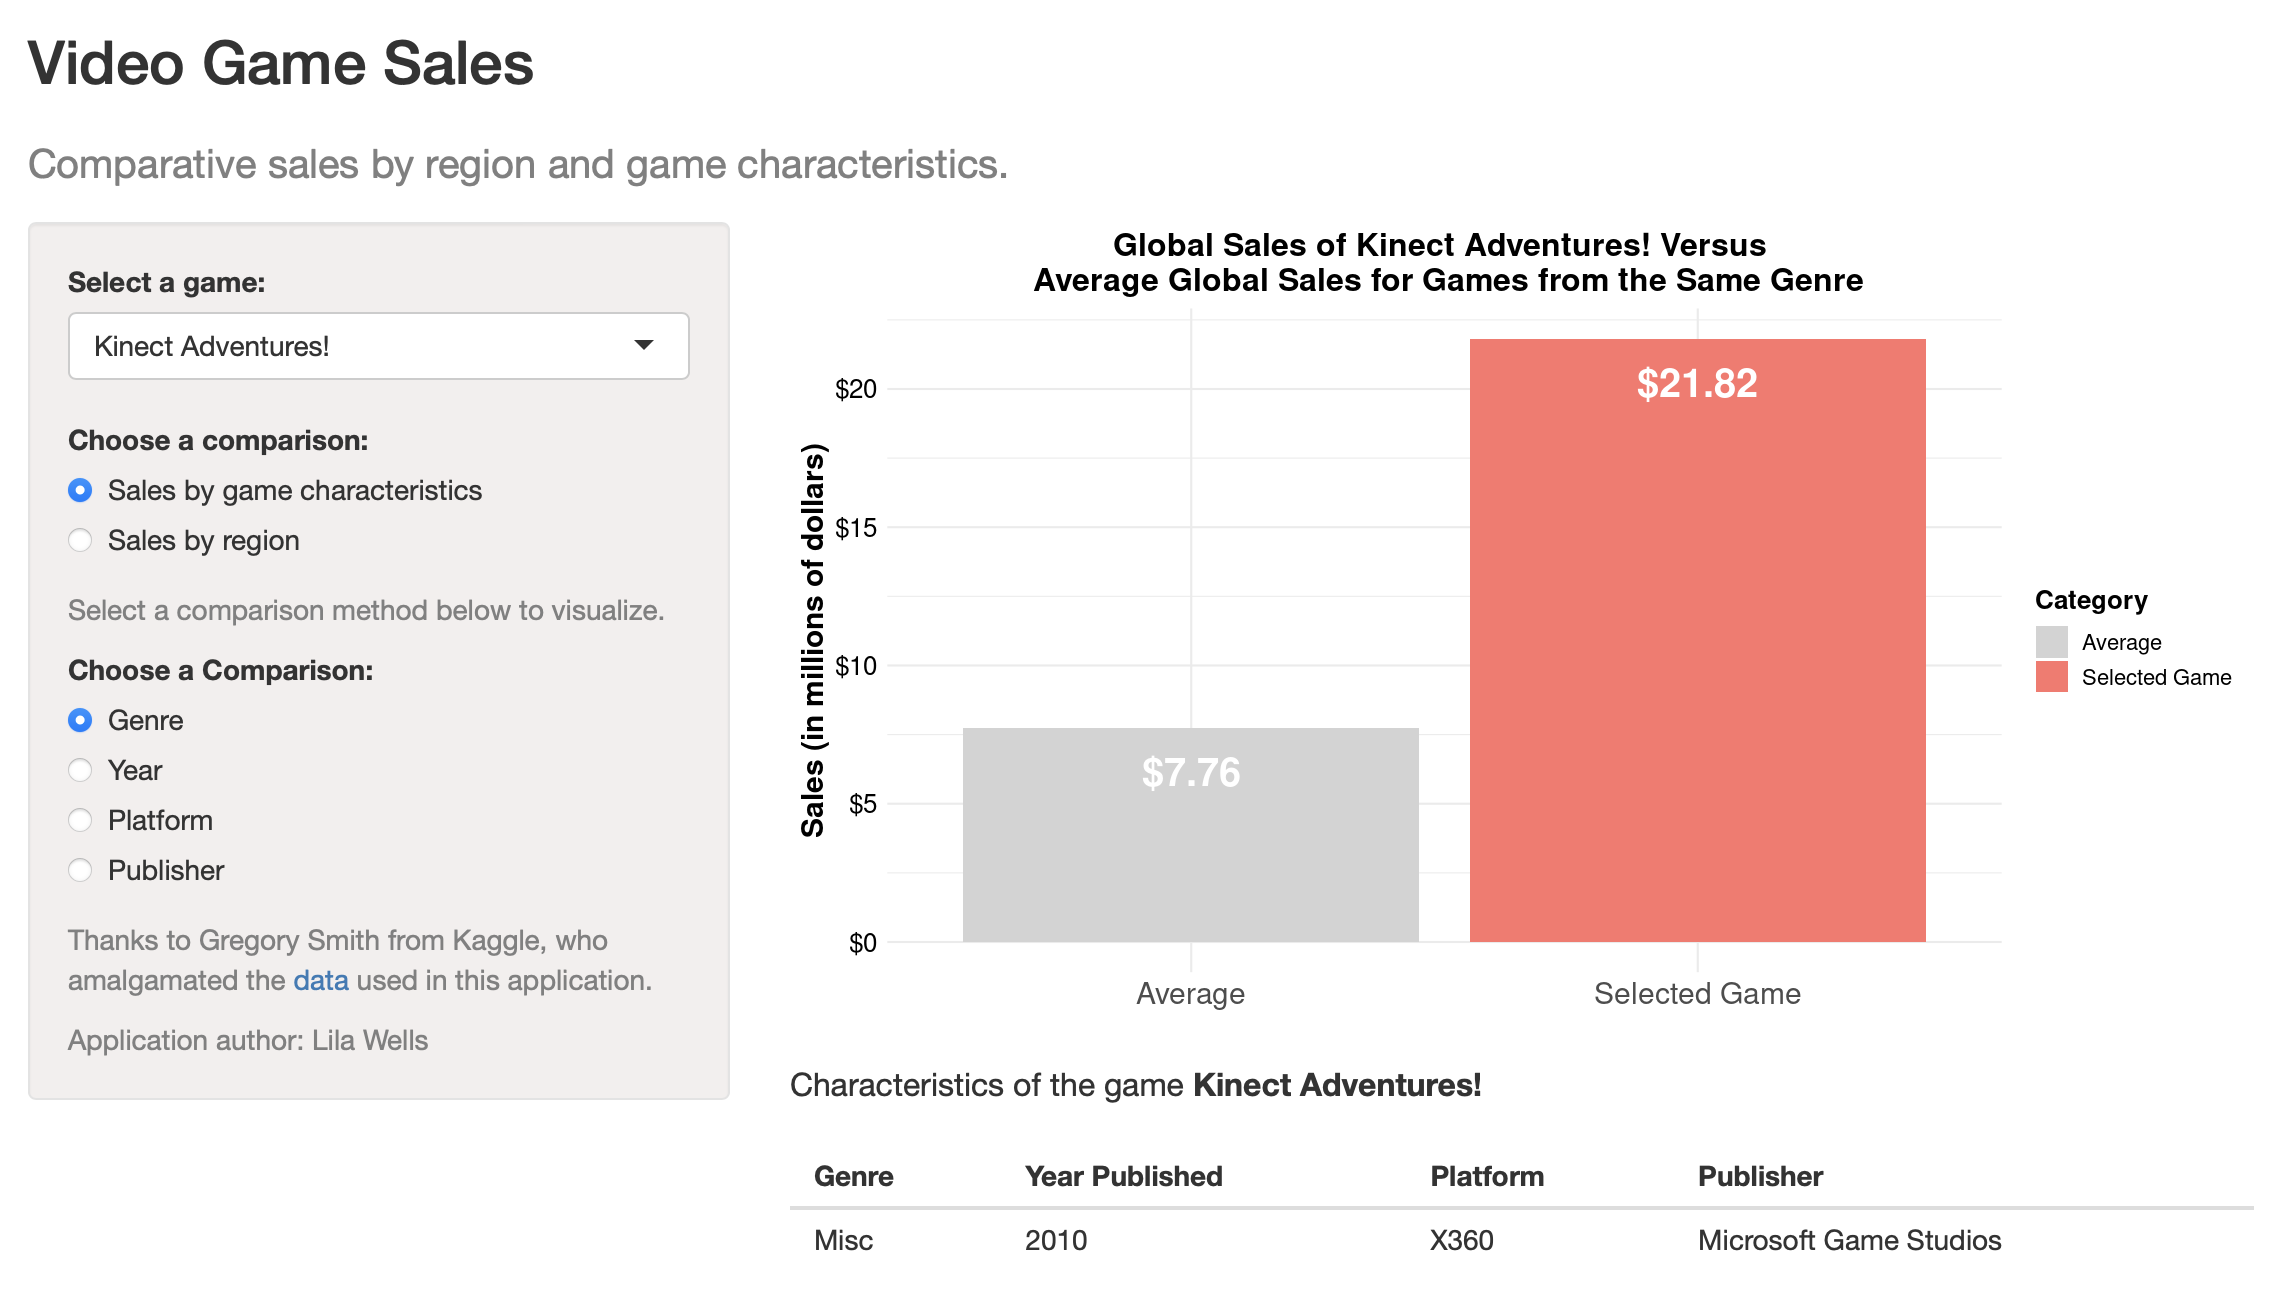 Video Game Sales
Comparative sales by region and game characteristics.
Select a game:
Kinect Adventures!
Choose a comparison:
Sales by game characteristics
Sales by region
Select a comparison method below to visualize.
Choose a Comparison:
Genre
Year
Platform
Publisher
Thanks to Gregory Smith from Kaggle, who
amalgamated the data used in this application.
Application author: Lila Wells
Global Sales of Kinect Adventures! Versus
Average Global Sales for Games from the Same Genre
Sales (in millions of dollars)
$20
$15
$10
$5
$0
$7.76
$21.82
Average
Selected Game
Category
Average
Selected Game
Characteristics of the game Kinect Adventures!
Genre Year Published Platform Publisher
Misc 2010 X360 Microsoft Game Studios